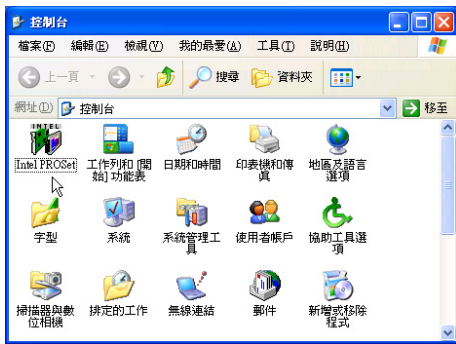 控制台
檔案(F) 編輯(E) 檢視(V) 我的最愛(A) 工具(T) 說明(H)
上一頁 搜尋 資料夾
網址(D) 控制台 移至
INTEL
Intel PROSet 工作列和 [開 日期和時間 印表機和傳 地區及語言
始] 功能表 真 選項
字型 系統 系統管理工 使用者帳戶 協助工具選
具 項
掃描器與數 排定的工作 無線連結 郵件 新增或移除
位相機 程式